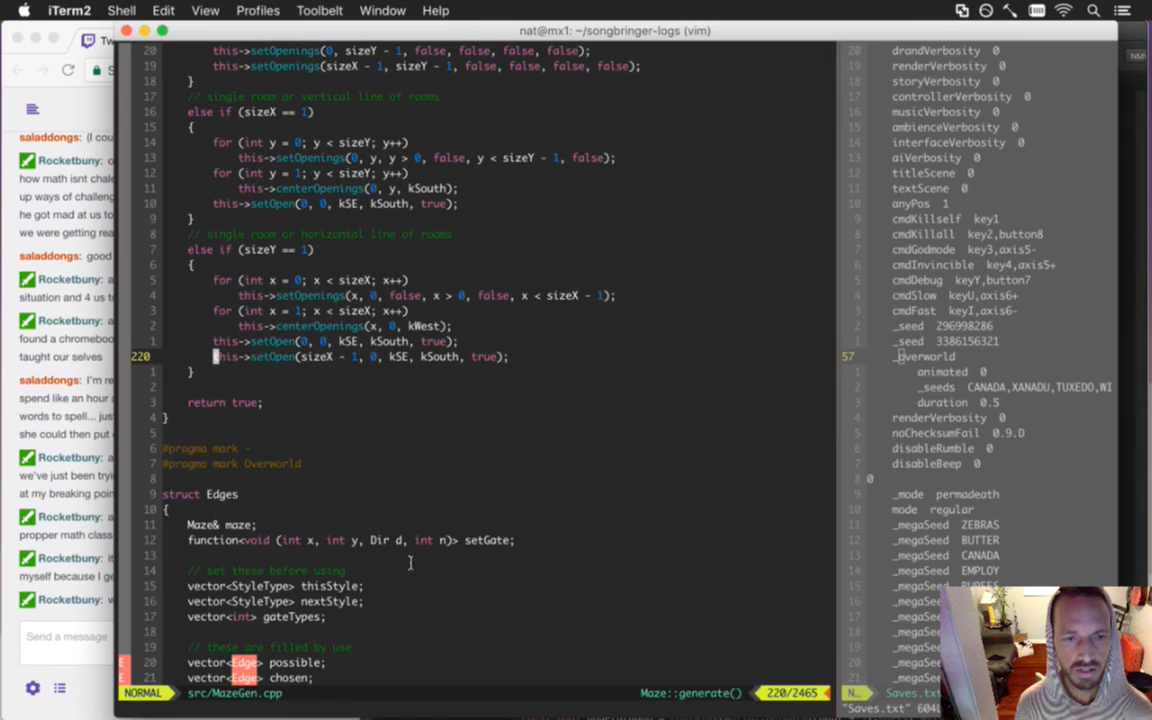 iTerm2 Shell Edit View Profiles Toolbelt Window Help
nat@mx1: ~/songbringer-logs (vim)
saladdongs: (I cou
Rocketbuny: o
how math isnt chale
up ways of challeng
he got mad at us to
we were getting rea
saladdongs: good
Rocketbuny: a
situation and 4 us t
Rocketbuny: a
found a chromeboo
taught our selves
saladdongs: I'm re
spend like an hour a
words to spell... jus
she could then put
Rocketbuny: a
we've just been tryi
at my breaking poin
Rocketbuny: a
propper math class
Rocketbuny: it
myself because I ge
Rocketbuny: w
Send a message
20 this->setOpenings(0, sizeY - 1, false, false, false, false);
19 this->setOpenings(sizeX - 1, sizeY - 1, false, false, false, false);
18 }
17 // single room or vertical line of rooms
16 else if (sizeX == 1)
15 {
14 for (int y = 0; y < sizeY; y++)
13 this->setOpenings(0, y, y > 0, false, y < sizeY - 1, false);
12 for (int y = 1; y < sizeY; y++)
11 this->centerOpenings(0, y, kSouth);
10 this->setOpen(0, 0, kSE, kSouth, true);
9 }
8 // single room or horizontal line of rooms
7 else if (sizeY == 1)
6 {
5 for (int x = 0; x < sizeX; x++)
4 this->setOpenings(x, 0, false, x > 0, false, x < sizeX - 1);
3 for (int x = 1; x < sizeX; x++)
2 this->centerOpenings(x, 0, kWest);
1 this->setOpen(0, 0, kSE, kSouth, true);
220 this->setOpen(sizeX - 1, 0, kSE, kSouth, true);
1 }
2
3 return true;
4 }
5
6 #pragma mark -
7 #pragma mark Overworld
8
9 struct Edges
10 {
11 Maze& maze;
12 function<void (int x, int y, Dir d, int n)> setGate;
13
14 // set these before using
15 vector<StyleType> thisStyle;
16 vector<StyleType> nextStyle;
17 vector<int> gateTypes;
18
19 // these are filled by use
E 20 vector<Edge> possible;
E 21 vector<Edge> chosen;
NORMAL src/MazeGen.cpp Maze::generate() 220/2465
20 drandVerbosity 0
19 renderVerbosity 0
18 storyVerbosity 0
17 controllerVerbosity 0
16 musicVerbosity 0
15 ambienceVerbosity 0
14 interfaceVerbosity 0
13 aiVerbosity 0
12 titleScene 0
11 textScene 0
10 anyPos 1
9 cmdKillself key1
8 cmdKillall key2,button8
7 cmdGodmode key3,axis5-
6 cmdInvincible key4,axis5+
5 cmdDebug keyY,button7
4 cmdSlow keyU,axis6+
3 cmdFast keyI,axis6-
2 _seed 296998286
1 _seed 3386156321
57 _overworld
1 animated 0
2 _seeds CANADA,XANADU,TUXEDO,WI
3 duration 0.5
4 renderVerbosity 0
5 noChecksumFail 0.9.D
6 disableRumble 0
7 disableBeep 0
8 0
9 _mode permadeath
10 mode regular
11 _megaSeed ZEBRAS
12 _megaSeed BUTTER
13 _megaSeed CANADA
14 _megaSeed EMPLOY
15 _megaSeed RUPEES
16 _megaSe
17 _megaSe
18 _megaSe
19 _megaSe
20 _megaSe
21 _megaSe
N… Saves.txt
"Saves.txt" 604L